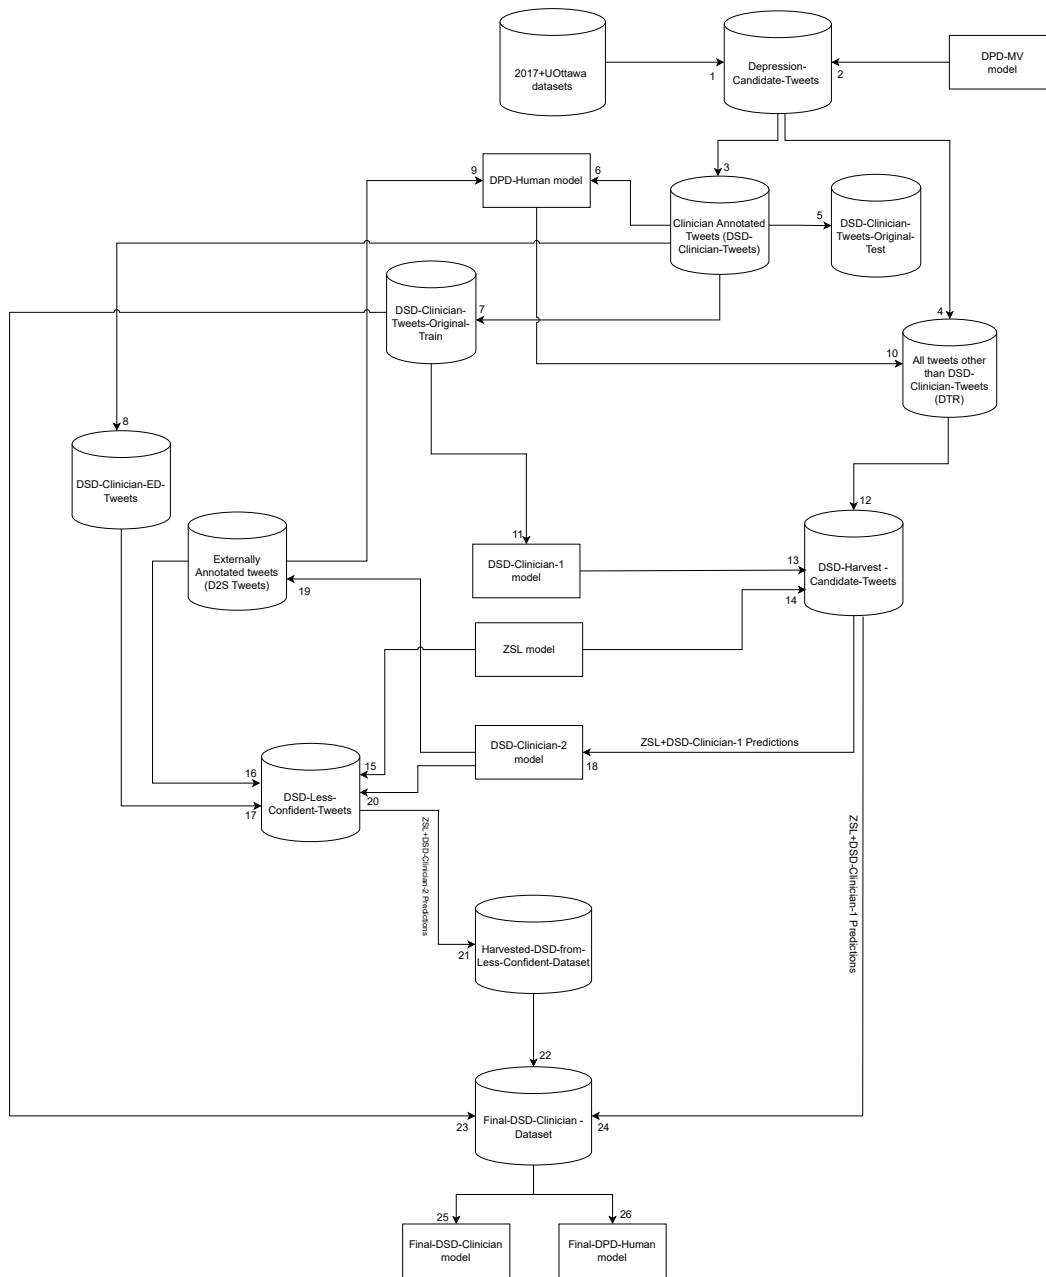 2017+UOttawa
datasets
1
Depression-
Candidate-Tweets
2
DPD-MV
model
9
DPD-Human model
6
3
Clinician Annotated
Tweets (DSD-
Clinician-Tweets)
5
DSD-Clinician-
Tweets-Original-
Test
DSD-Clinician-
Tweets-Original-
Train
7
4
10
All tweets other
than DSD-
Clinician-Tweets
(DTR)
8
DSD-Clinician-ED-
Tweets
12
11
Externally
Annotated tweets
(D2S Tweets)
19
DSD-Clinician-1
model
13
DSD-Harvest -
Candidate-Tweets
14
ZSL model
DSD-Clinician-2
model
18
ZSL+DSD-Clinician-1 Predictions
16
15
DSD-Less-
Confident-Tweets
17
20
ZSL+DSD-Clinician-2 Predictions
ZSL+DSD-Clinician-1 Predictions
21
Harvested-DSD-from-
Less-Confident-Dataset
22
23
Final-DSD-Clinician -
Dataset
24
25
Final-DSD-Clinician
model
26
Final-DPD-Human
model